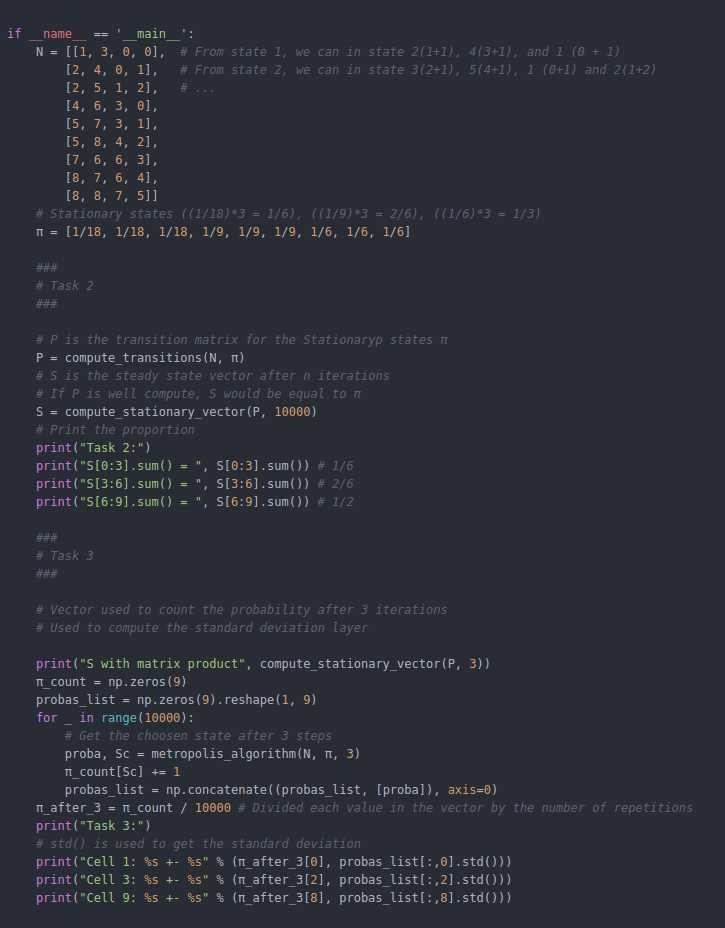 if __name__ == '__main__':
    N = [[1, 3, 0, 0],  # From state 1, we can in state 2(1+1), 4(3+1), and 1 (0 + 1)
        [2, 4, 0, 1],   # From state 2, we can in state 3(2+1), 5(4+1), 1 (0+1) and 2(1+2)
        [2, 5, 1, 2],   # ...
        [4, 6, 3, 0],
        [5, 7, 3, 1],
        [5, 8, 4, 2],
        [7, 6, 6, 3],
        [8, 7, 6, 4],
        [8, 8, 7, 5]]
    # Stationary states ((1/18)*3 = 1/6), ((1/9)*3 = 2/6), ((1/6)*3 = 1/3)
    π = [1/18, 1/18, 1/18, 1/9, 1/9, 1/9, 1/6, 1/6, 1/6]
    ###
    # Task 2
    ###
    # P is the transition matrix for the Stationaryp states π
    P = compute_transitions(N, π)
    # S is the steady state vector after n iterations
    # If P is well compute, S would be equal to π
    S = compute_stationary_vector(P, 10000)
    # Print the proportion
    print("Task 2:")
    print("S[0:3].sum() = ", S[0:3].sum()) # 1/6
    print("S[3:6].sum() = ", S[3:6].sum()) # 2/6
    print("S[6:9].sum() = ", S[6:9].sum()) # 1/2
    ###
    # Task 3
    ###
    # Vector used to count the probability after 3 iterations
    # Used to compute the standard deviation layer
    print("S with matrix product", compute_stationary_vector(P, 3))
    π_count = np.zeros(9)
    probas_list = np.zeros(9).reshape(1, 9)
    for _ in range(10000):
        # Get the choosen state after 3 steps
        proba, Sc = metropolis_algorithm(N, π, 3)
        π_count[Sc] += 1
        probas_list = np.concatenate((probas_list, [proba]), axis=0)
    π_after_3 = π_count / 10000 # Divided each value in the vector by the number of repetitions
    print("Task 3:")
    # std() is used to get the standard deviation
    print("Cell 1: %s +- %s" % (π_after_3[0], probas_list[:,0].std()))
    print("Cell 3: %s +- %s" % (π_after_3[2], probas_list[:,2].std()))
    print("Cell 9: %s +- %s" % (π_after_3[8], probas_list[:,8].std()))